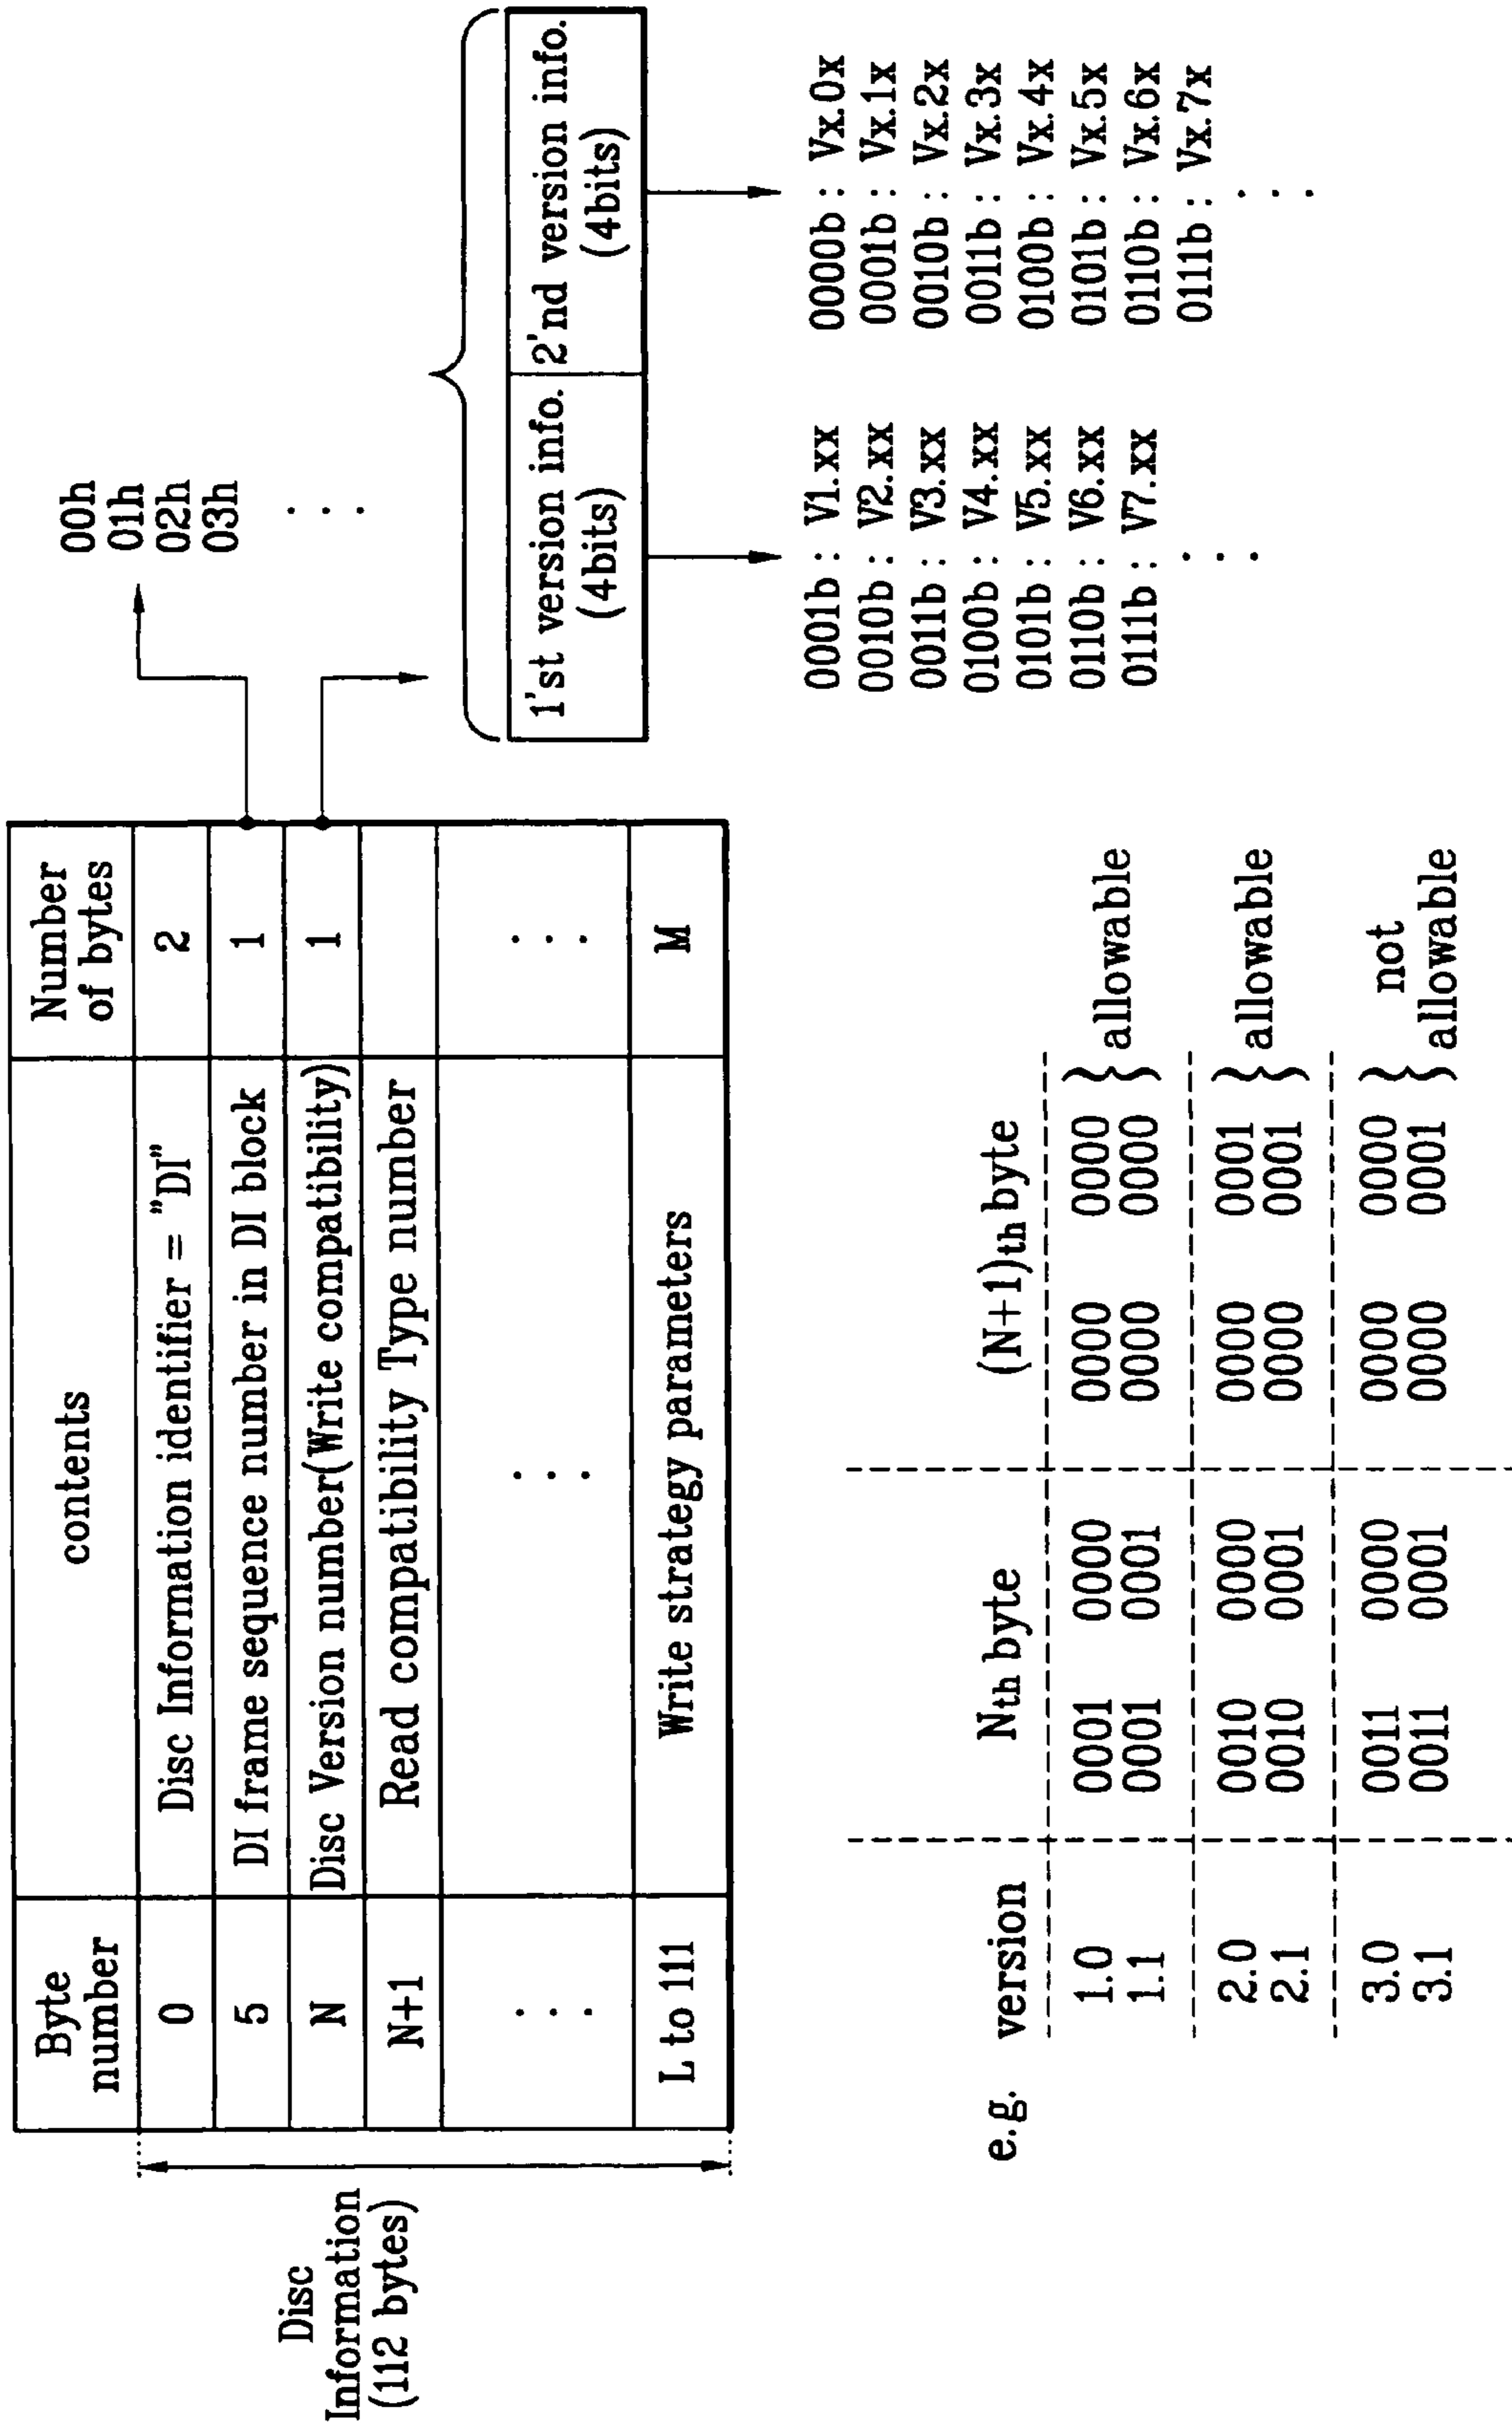 Disc
Information
(112 bytes)
Byte
number
contents
Number
of bytes
0 Disc Information identifier = "DI" 2
5 DI frame sequence number in DI block 1
N Disc Version number(Write compatibility) 1
N+1 Read compatibility Type number
⋮ ⋮ ⋮
L to 111 Write strategy parameters M
00h
01h
02h
03h
⋮
1'st version info.
(4bits)
2'nd version info.
(4bits)
0001b : V1.xx
0010b : V2.xx
0011b : V3.xx
0100b : V4.xx
0101b : V5.xx
0110b : V6.xx
0111b : V7.xx
⋮
0000b : Vx.0x
0001b : Vx.1x
0010b : Vx.2x
0011b : Vx.3x
0100b : Vx.4x
0101b : Vx.5x
0110b : Vx.6x
0111b : Vx.7x
⋮
e.g. version Nth byte (N+1)th byte
1.0 0001 0000 0000 0000
1.1 0001 0001 0000 0000
} allowable
2.0 0010 0000 0000 0001
2.1 0010 0001 0000 0001
} allowable
3.0 0011 0000 0000 0000
3.1 0011 0001 0000 0001
} not
allowable